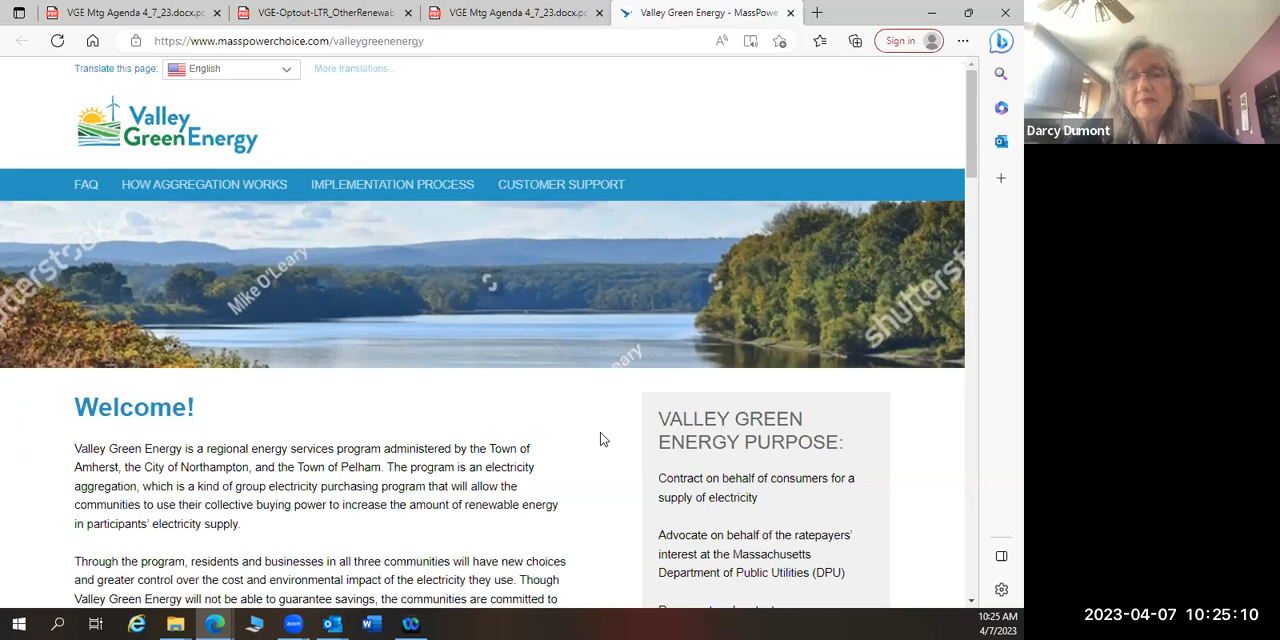 VGE Mtg Agenda 4_7_23.docx.pc
VGE-Optout-LTR_OtherRenewab
VGE Mtg Agenda 4_7_23.docx.pc
Valley Green Energy - MassPowe
https://www.masspowerchoice.com/valleygreenenergy
Sign in
Translate this page:
English
More translations...
Valley
GreenEnergy
FAQ
HOW AGGREGATION WORKS
IMPLEMENTATION PROCESS
CUSTOMER SUPPORT
shutterstock
Mike O'Leary
shutterstock
Leary
Welcome!
Valley Green Energy is a regional energy services program administered by the Town of
Amherst, the City of Northampton, and the Town of Pelham. The program is an electricity
aggregation, which is a kind of group electricity purchasing program that will allow the
communities to use their collective buying power to increase the amount of renewable energy
in participants' electricity supply.
Through the program, residents and businesses in all three communities will have new choices
and greater control over the cost and environmental impact of the electricity they use. Though
Valley Green Energy will not be able to guarantee savings, the communities are committed to
VALLEY GREEN
ENERGY PURPOSE:
Contract on behalf of consumers for a
supply of electricity
Advocate on behalf of the ratepayers'
interest at the Massachusetts
Department of Public Utilities (DPU)
Darcy Dumont
zoom
10:25 AM
4/7/2023
2023-04-07 10:25:10